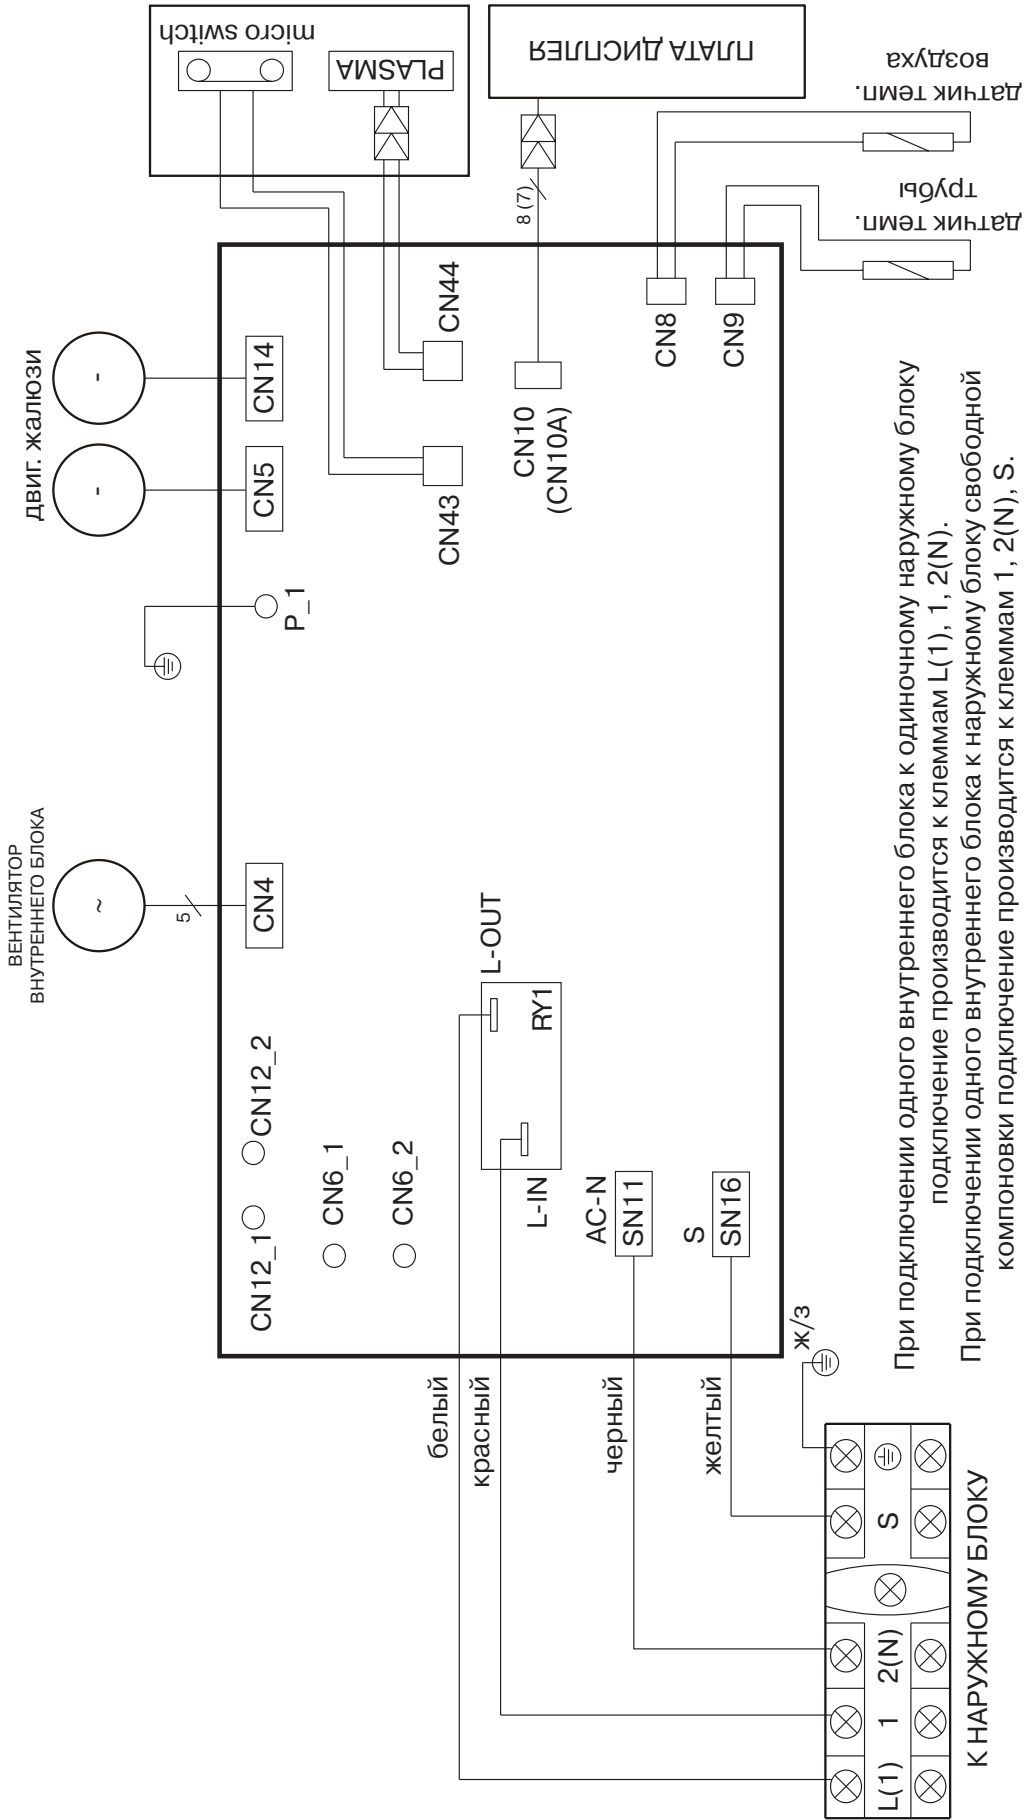 ВЕНТИЛЯТОР
ВНУТРЕННЕГО БЛОКА
~
5
CN4
двиг. жалюзи
-
-
CN5
CN14
P_1
micro switch
PLASMA
ПЛАТА ДИСПЛЕЯ
8 (7)
CN12_1
CN12_2
CN6_1
CN6_2
CN43
CN44
CN10
(CN10A)
L-OUT
RY1
L-IN
AC-N
SN11
S
SN16
CN8
CN9
датчик темп.
воздуха
датчик темп.
трубы
белый
красный
черный
желтый
ж/з
L(1)
1
2(N)
S
К НАРУЖНОМУ БЛОКУ
При подключении одного внутреннего блока к одиночному наружному блоку
подключение производится к клеммам L(1), 1, 2(N).
При подключении одного внутреннего блока к наружному блоку свободной
компоновки подключение производится к клеммам 1, 2(N), S.